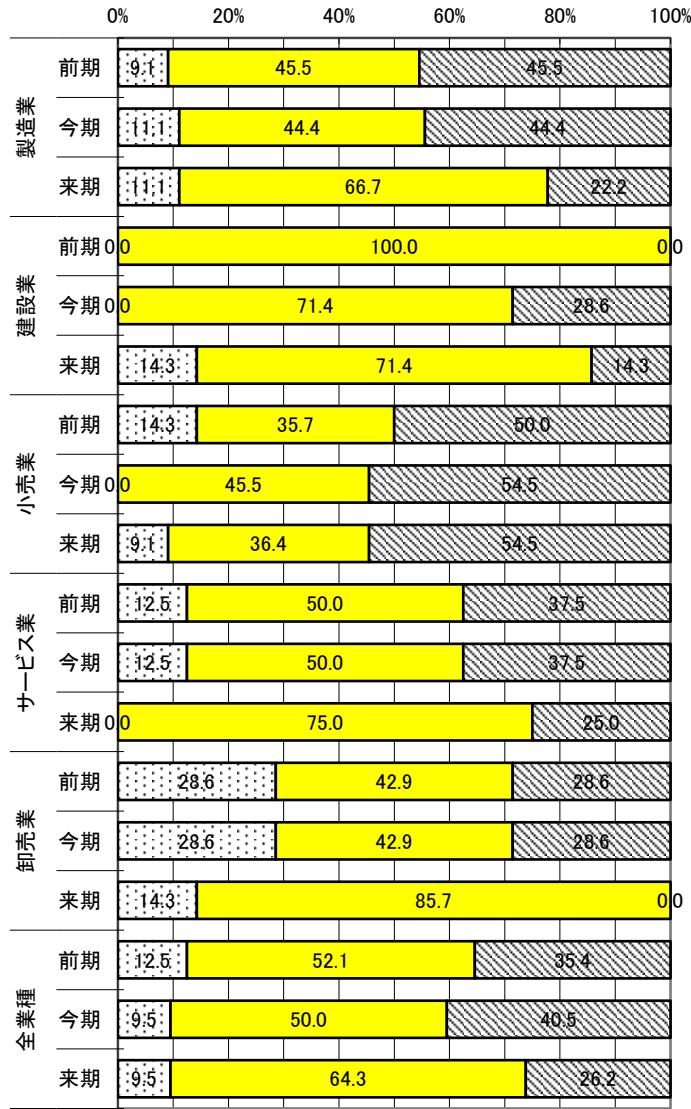 0% 20% 40% 60% 80% 100%
製造業
前期 9.1 45.5 45.5
今期 11.1 44.4 44.4
来期 11.1 66.7 22.2
建設業
前期 0.0 100.0 0.0
今期 0.0 71.4 28.6
来期 14.3 71.4 14.3
小売業
前期 14.3 35.7 50.0
今期 0.0 45.5 54.5
来期 9.1 36.4 54.5
サービス業
前期 12.5 50.0 37.5
今期 12.5 50.0 37.5
来期 0.0 75.0 25.0
卸売業
前期 28.6 42.9 28.6
今期 28.6 42.9 28.6
来期 14.3 85.7 0.0
全業種
前期 12.5 52.1 35.4
今期 9.5 50.0 40.5
来期 9.5 64.3 26.2